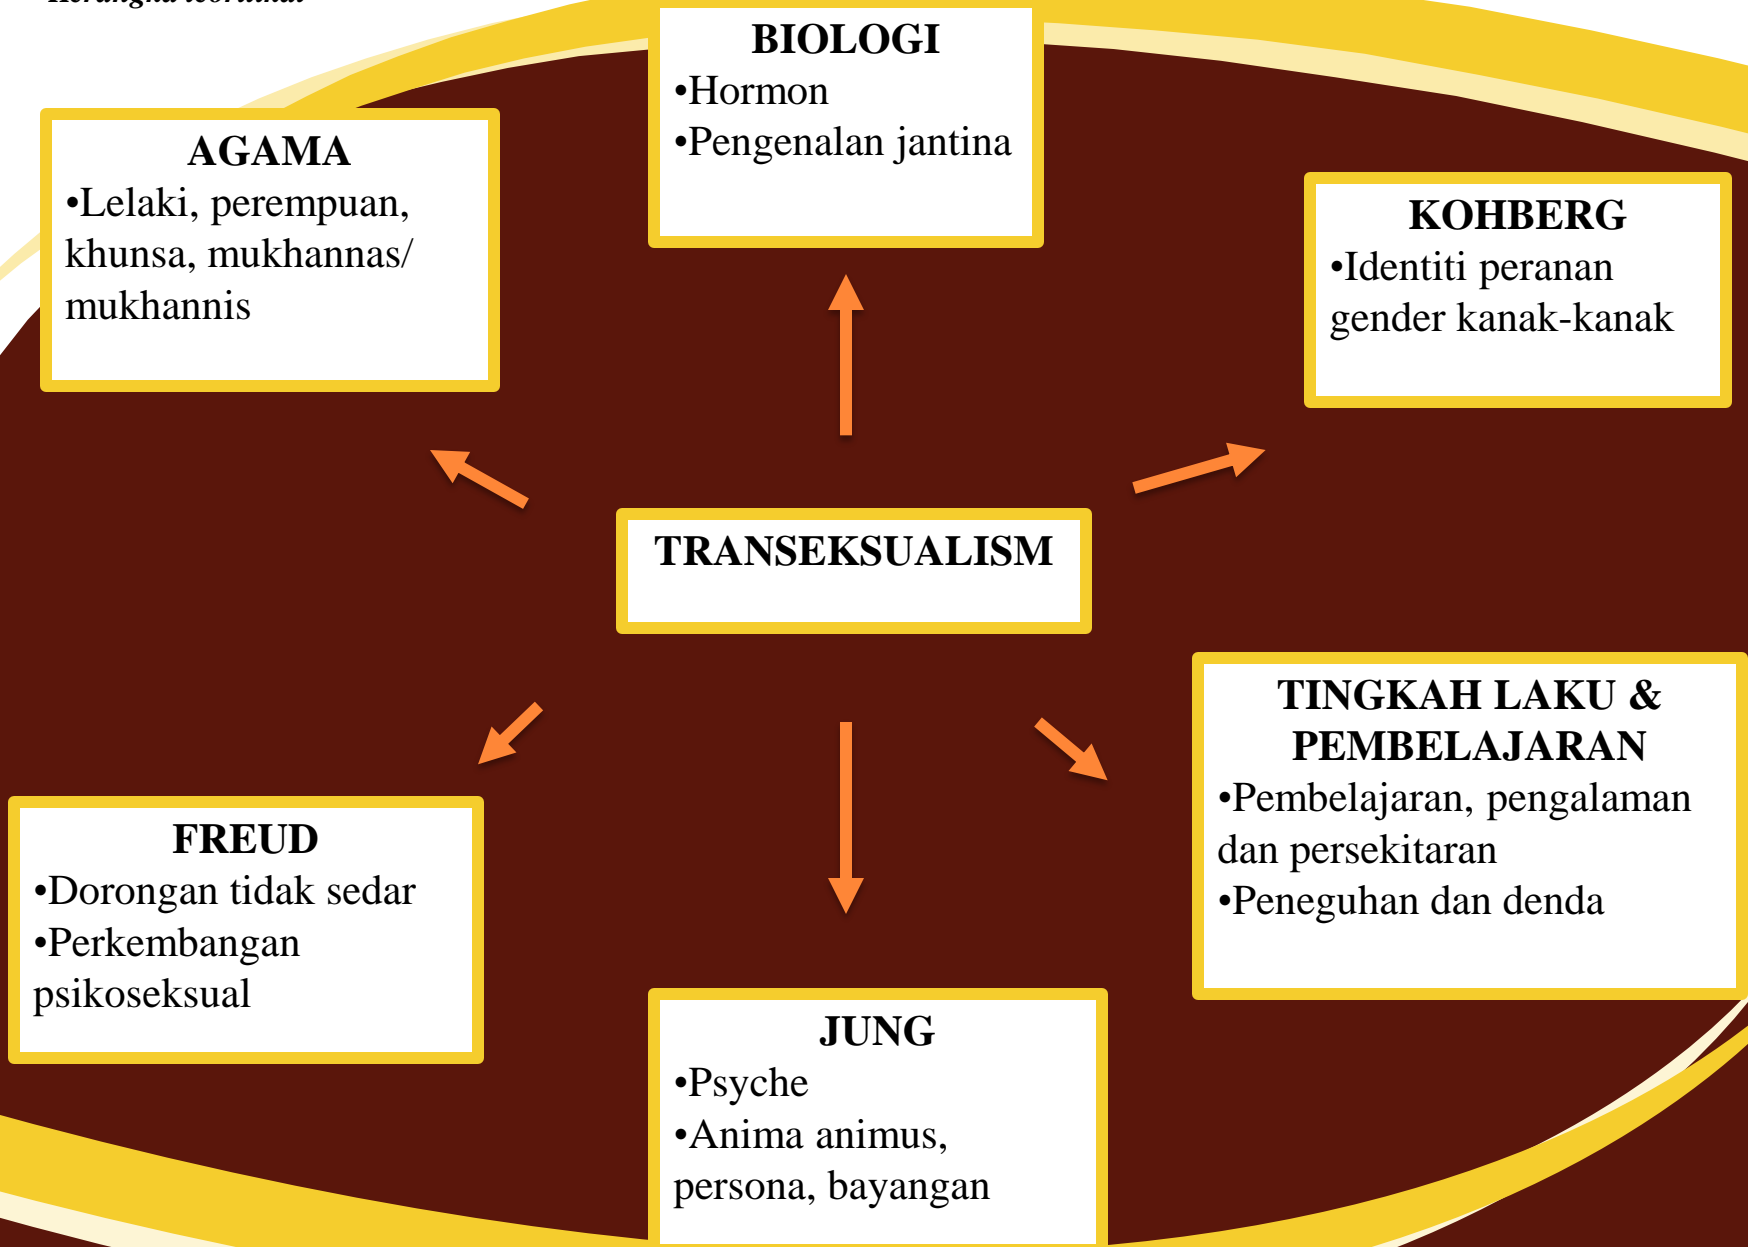 BIOLOGI
•Hormon
•Pengenalan jantina
AGAMA
•Lelaki, perempuan,
khunsa, mukhannas/
mukhannis
KOHBERG
•Identiti peranan
gender kanak-kanak
TRANSEKSUALISM
TINGKAH LAKU &
PEMBELAJARAN
•Pembelajaran, pengalaman
dan persekitaran
•Peneguhan dan denda
FREUD
•Dorongan tidak sedar
•Perkembangan
psikoseksual
JUNG
•Psyche
•Anima animus,
persona, bayangan